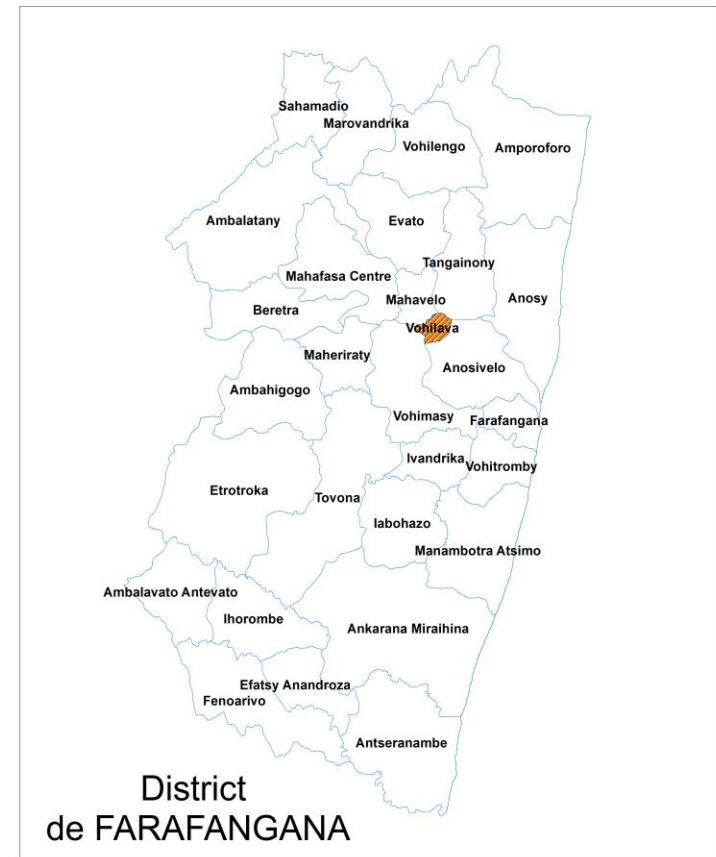 Sahamadio
Marovandrika
Vohilengo
Amporoforo
Ambalatany
Evato
Tangainony
Mahafasa Centre
Mahavelo
Anosy
Beretra
Vohilava
Maheriraty
Anosivelo
Ambahigogo
Vohimasy
Farafangana
Ivandrika
Vohitromby
Etrotroka
Tovona
Iabohazo
Manambotra Atsimo
Ambalavato Antevato
Ihorombe
Ankarana Miraihina
Efatsy Anandroza
Fenoarivo
Antseranambe
District
de FARAFANGANA